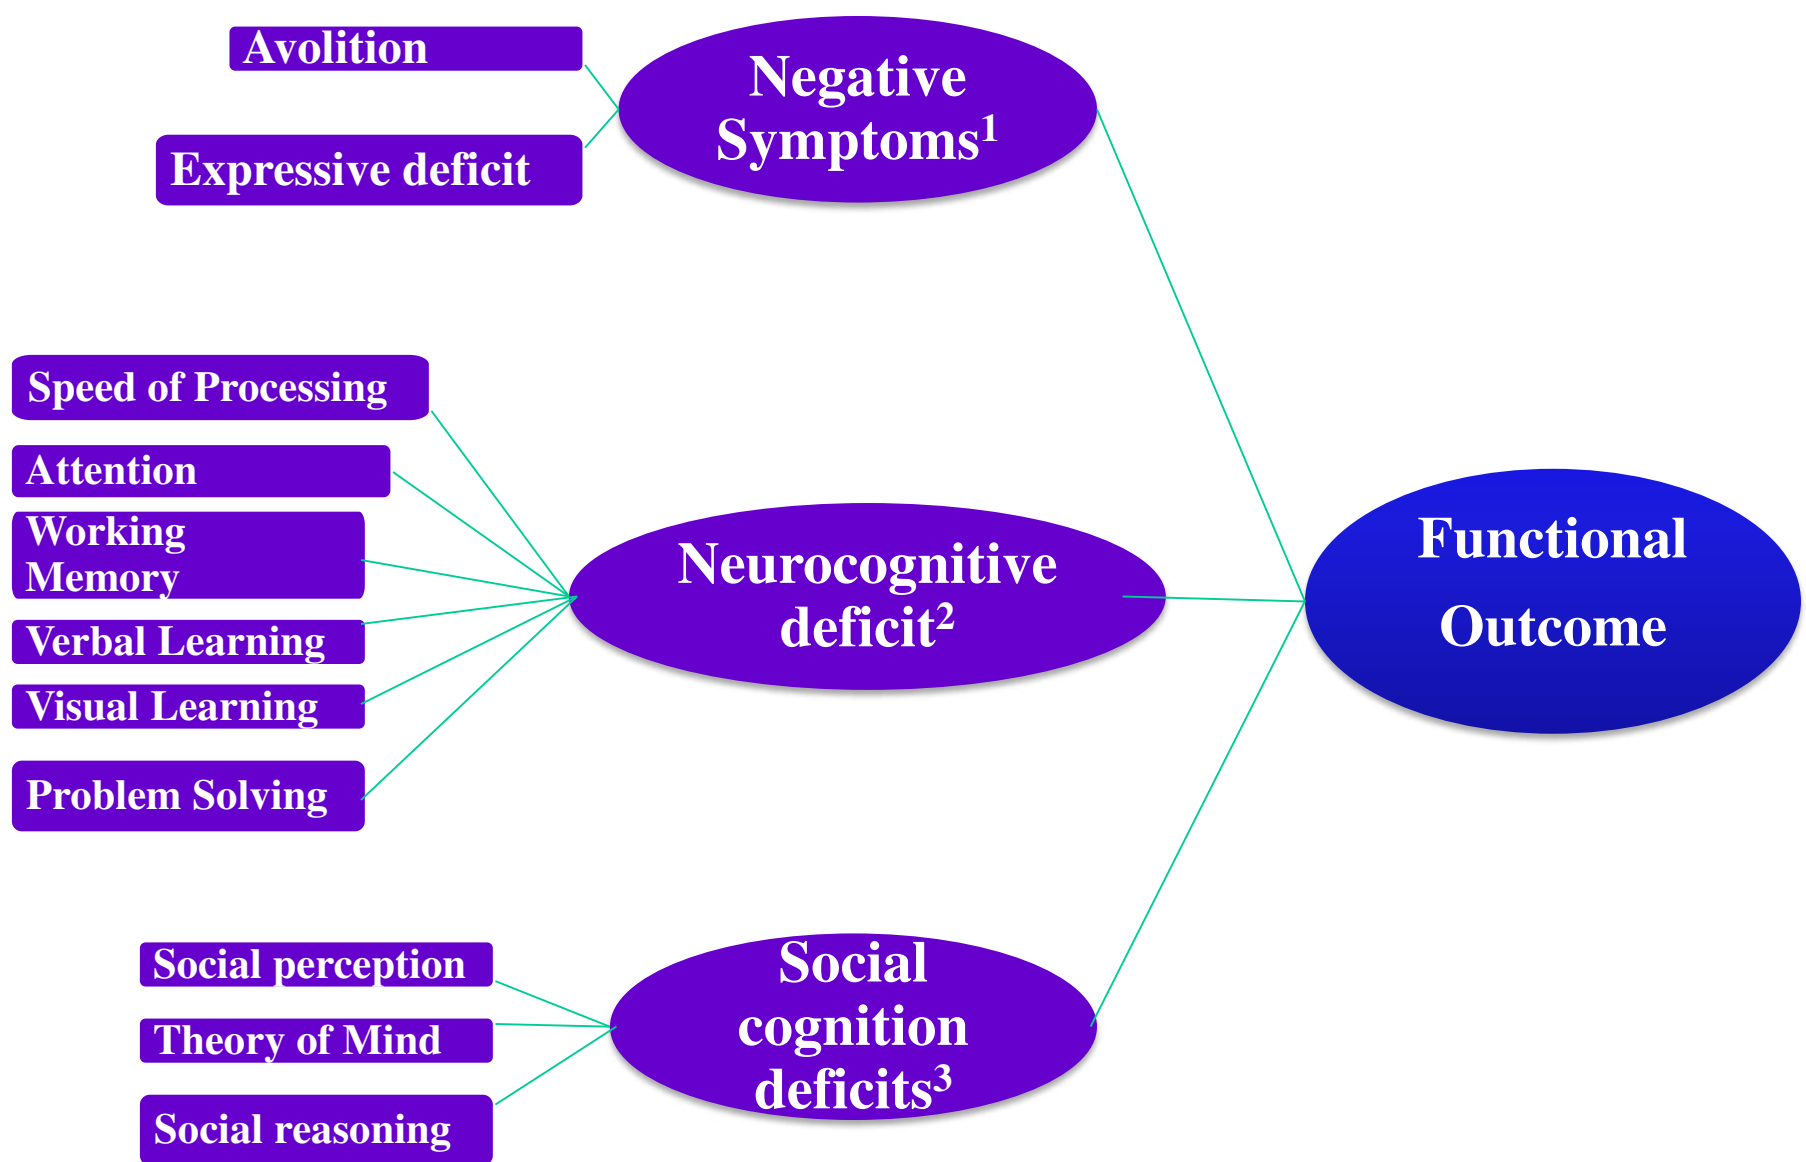 Avolition
Expressive deficit
Negative
Symptoms¹
Speed of Processing
Attention
Working
Memory
Verbal Learning
Visual Learning
Problem Solving
Neurocognitive
deficit²
Functional
Outcome
Social perception
Theory of Mind
Social reasoning
Social
cognition
deficits³